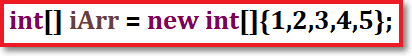 int[] iArr = new int[]{1,2,3,4,5};